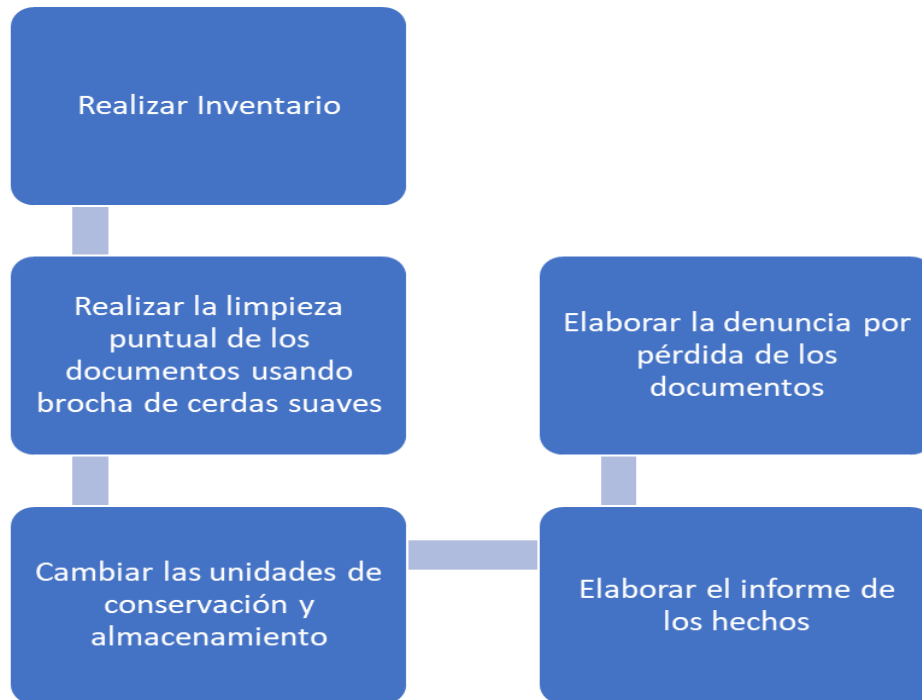 Realizar Inventario
Realizar la limpieza
puntual de los
documentos usando
brocha de cerdas suaves
Cambiar las unidades de
conservación y
almacenamiento
Elaborar el informe de
los hechos
Elaborar la denuncia por
pérdida de los
documentos